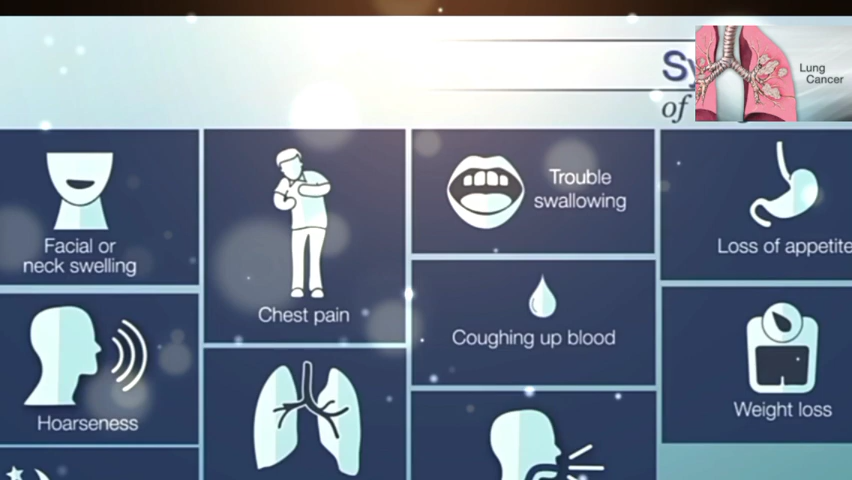 Lung
Cancer
of
Facial or
neck swelling
Chest pain
Trouble
swallowing
Loss of appetite
Coughing up blood
Hoarseness
Weight loss